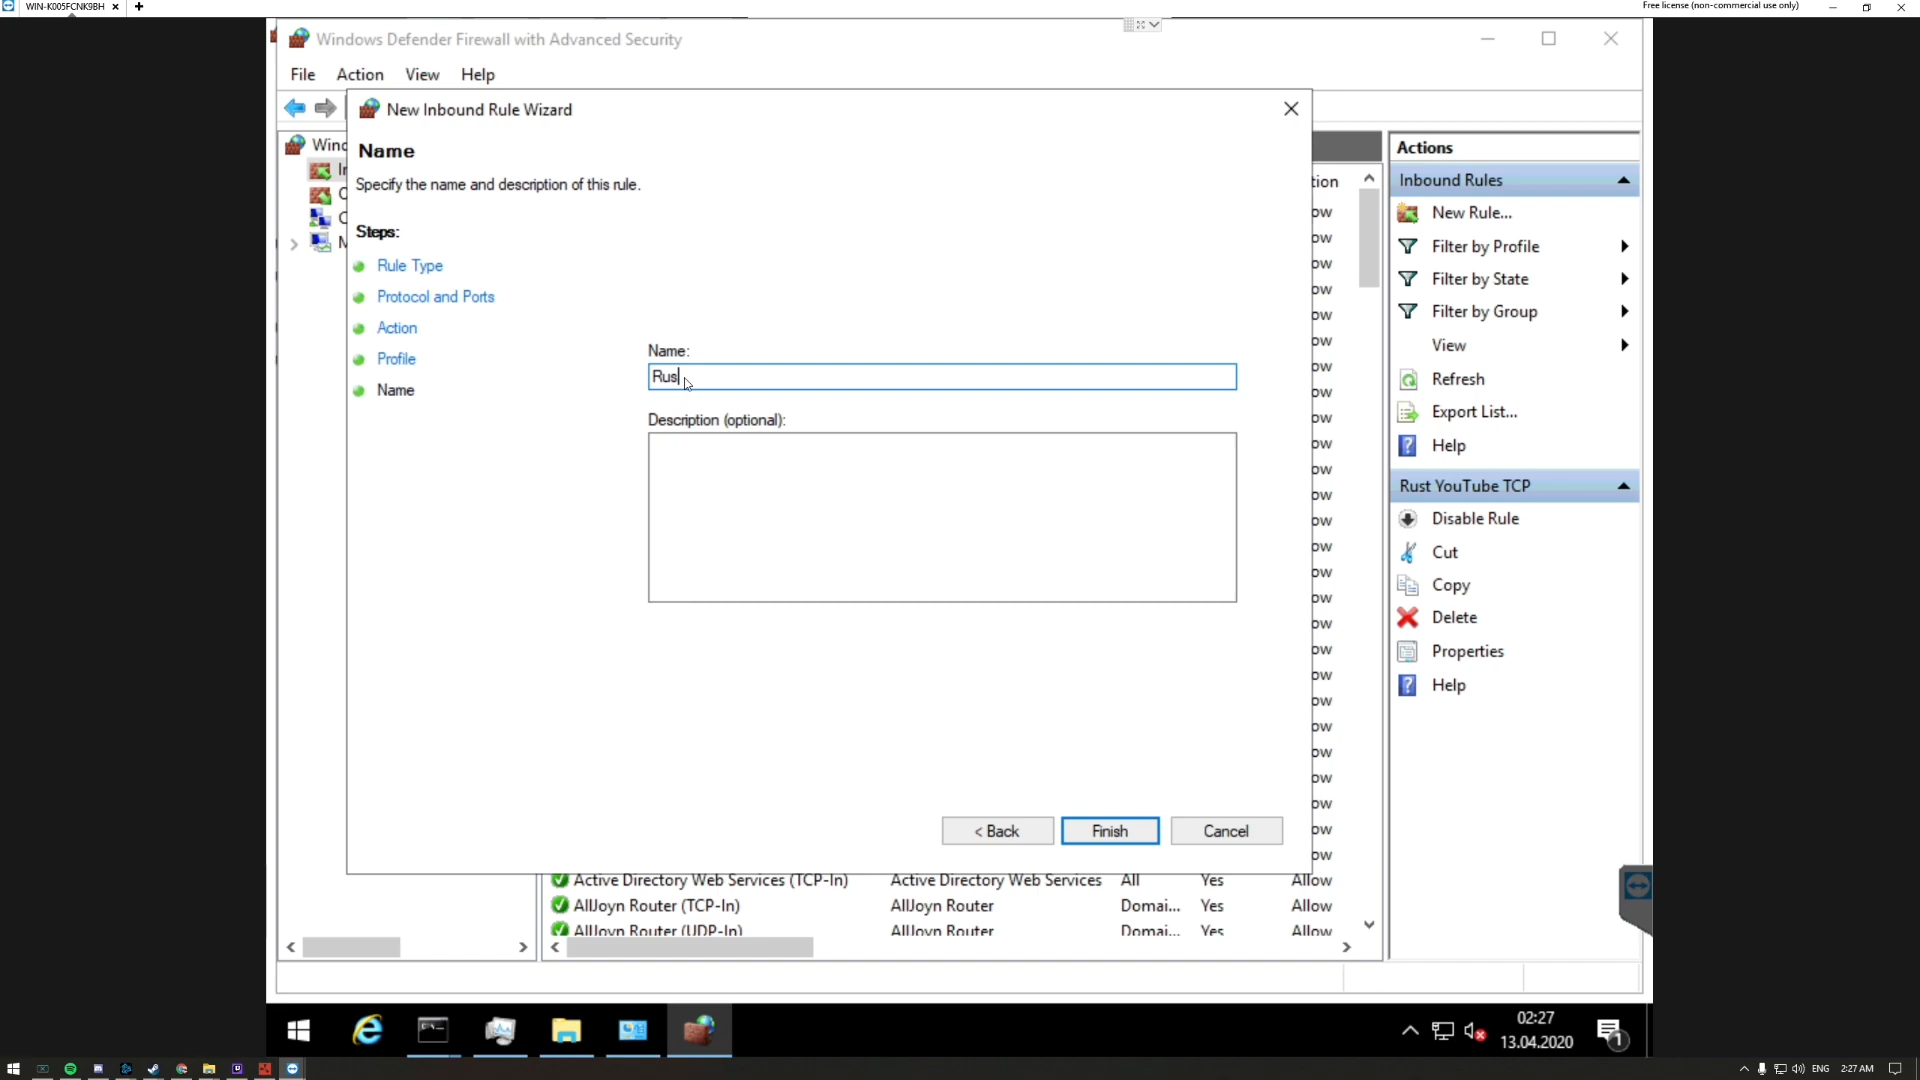 WIN-K005FCNK9BH
Free license (non-commercial use only)
Windows Defender Firewall with Advanced Security
File Action View Help
New Inbound Rule Wizard
Name
Specify the name and description of this rule.
Steps:
Rule Type
Protocol and Ports
Action
Profile
Name
Name:
Rus
Description (optional):
< Back Finish Cancel
Active Directory Web Services (TCP-In) Active Directory Web Services All Yes Allow
AllJoyn Router (TCP-In) AllJoyn Router Domai... Yes Allow
AllJoyn Router (UDP-In) AllJoyn Router Domai... Yes Allow
Actions
Inbound Rules
New Rule...
Filter by Profile
Filter by State
Filter by Group
View
Refresh
Export List...
Help
Rust YouTube TCP
Disable Rule
Cut
Copy
Delete
Properties
Help
02:27
13.04.2020
1
ENG 2:27 AM